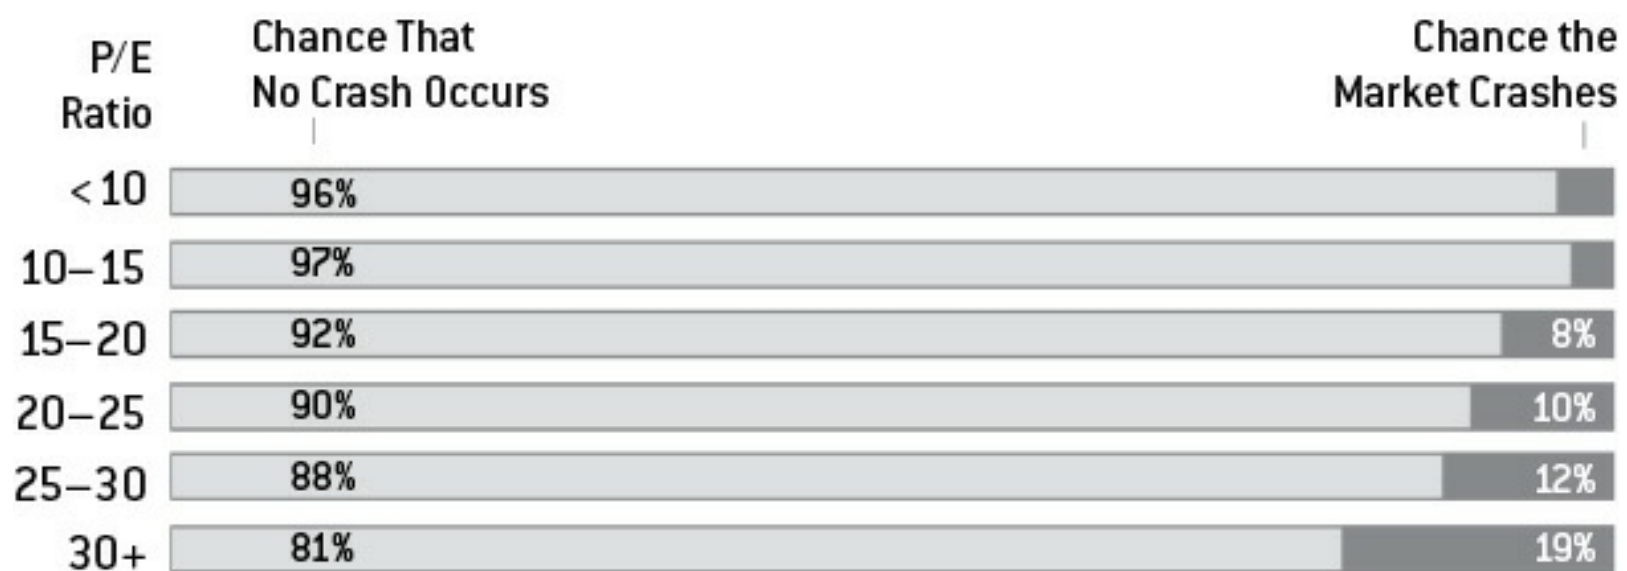 P/E
Ratio
Chance That
No Crash Occurs
Chance the
Market Crashes
<10 96%
10–15 97%
15–20 92% 8%
20–25 90% 10%
25–30 88% 12%
30+ 81% 19%